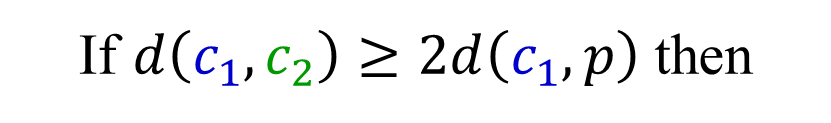 If d(c₁, c₂) ≥ 2d(c₁, p) then